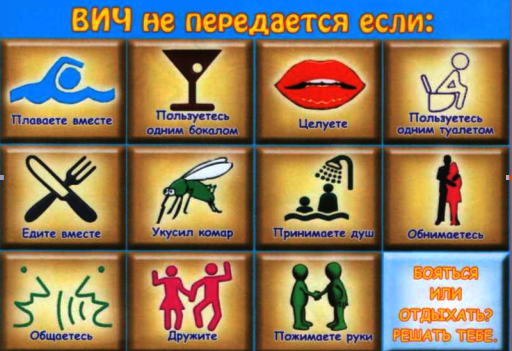 ВИЧ не передается если:
Плаваете вместе
Пользуетесь
одним бокалом
Целуете
Пользуетесь
одним туалетом
Едите вместе
Укусил комар
Принимаете душ
Обнимаетесь
Общаетесь
Дружите
Пожимаете руки
БОЯТЬСЯ
ИЛИ
ОТДЫХАТЬ?
РЕШАТЬ ТЕБЕ.